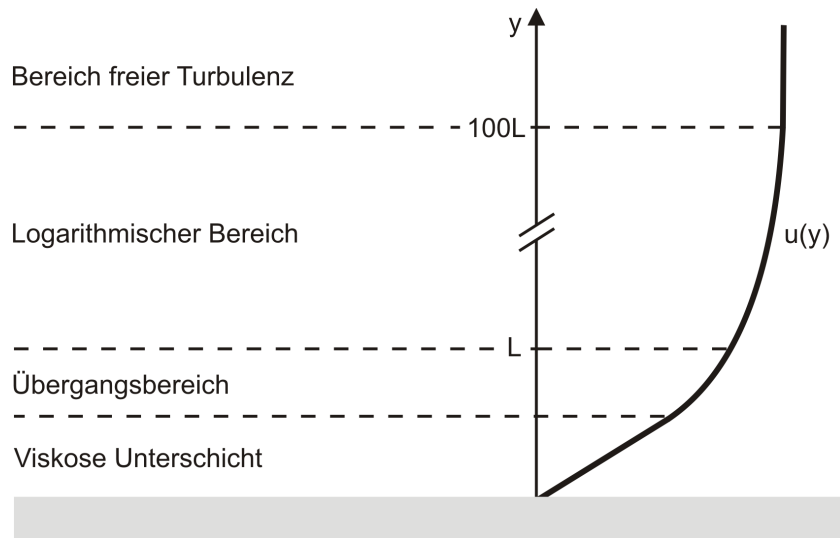 y
Bereich freier Turbulenz
100L
Logarithmischer Bereich
u(y)
L
Übergangsbereich
Viskose Unterschicht